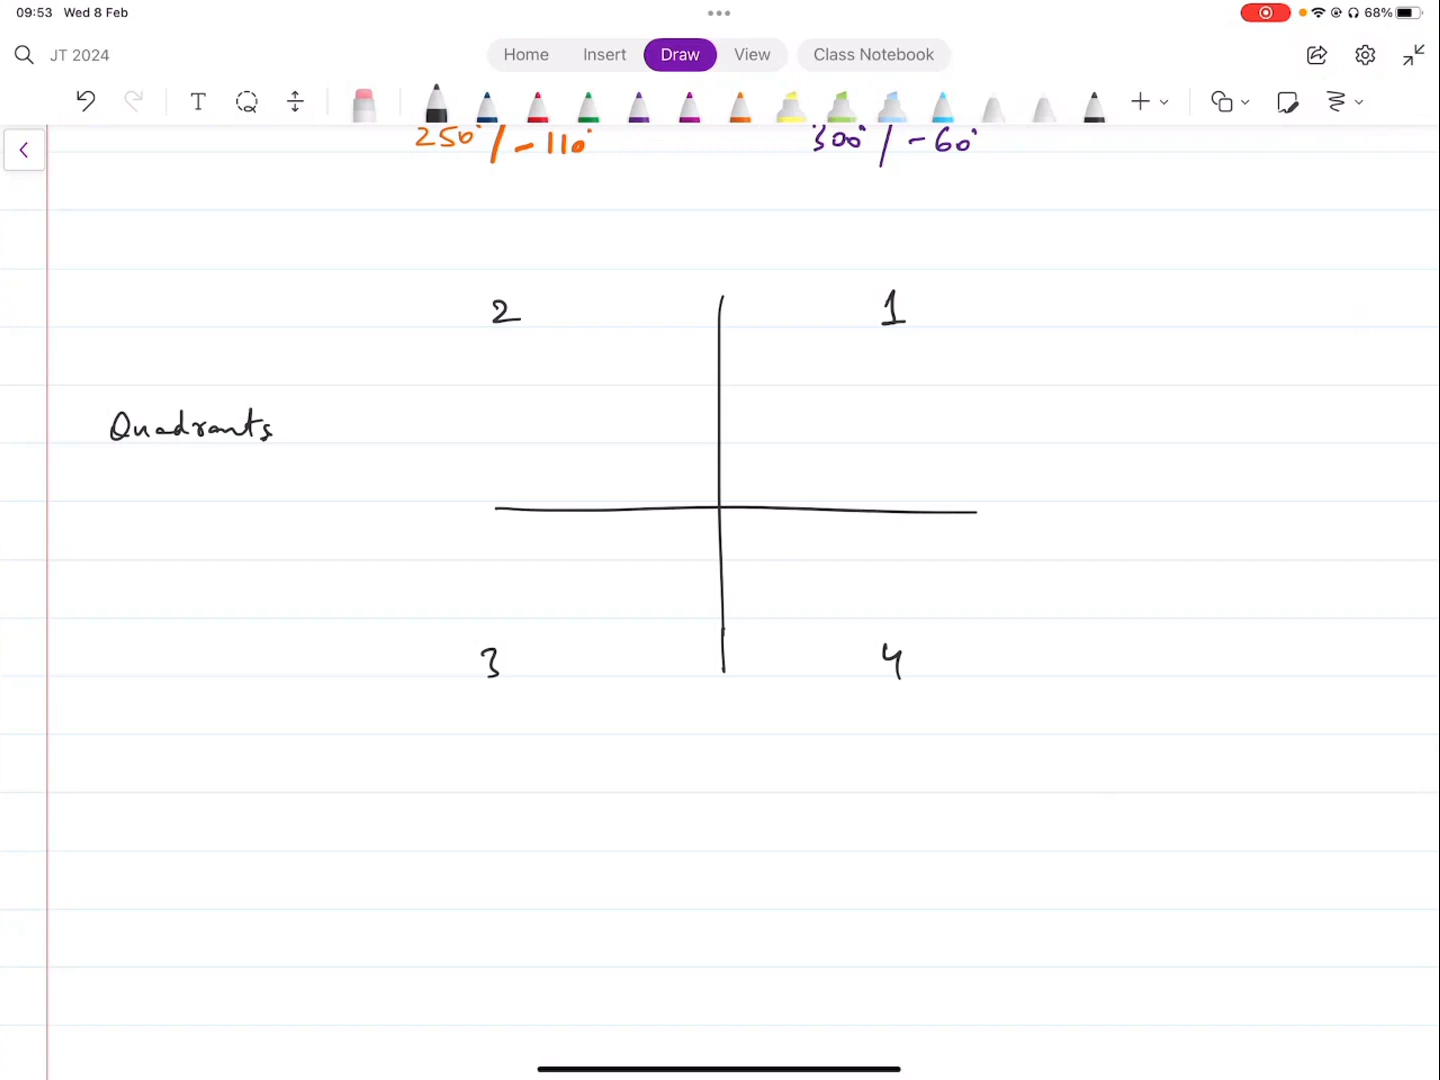 09:53 Wed 8 Feb
68%
JT 2024
Home Insert Draw View Class Notebook
T
250° / -110°
300° / -60°
2 1
Quadrants
3 4